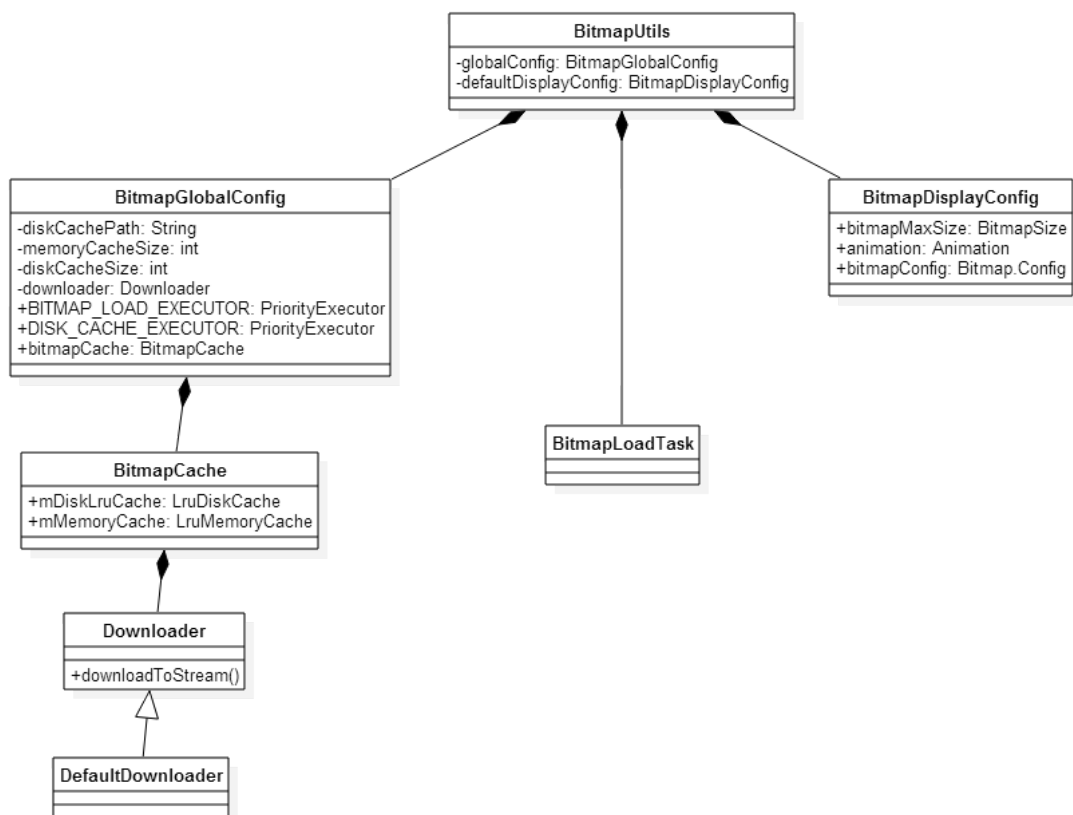 BitmapUtils
-globalConfig: BitmapGlobalConfig
-defaultDisplayConfig: BitmapDisplayConfig
BitmapGlobalConfig
-diskCachePath: String
-memoryCacheSize: int
-diskCacheSize: int
-downloader: Downloader
+BITMAP_LOAD_EXECUTOR: PriorityExecutor
+DISK_CACHE_EXECUTOR: PriorityExecutor
+bitmapCache: BitmapCache
BitmapDisplayConfig
+bitmapMaxSize: BitmapSize
+animation: Animation
+bitmapConfig: Bitmap.Config
BitmapLoadTask
BitmapCache
+mDiskLruCache: LruDiskCache
+mMemoryCache: LruMemoryCache
Downloader
+downloadToStream()
DefaultDownloader